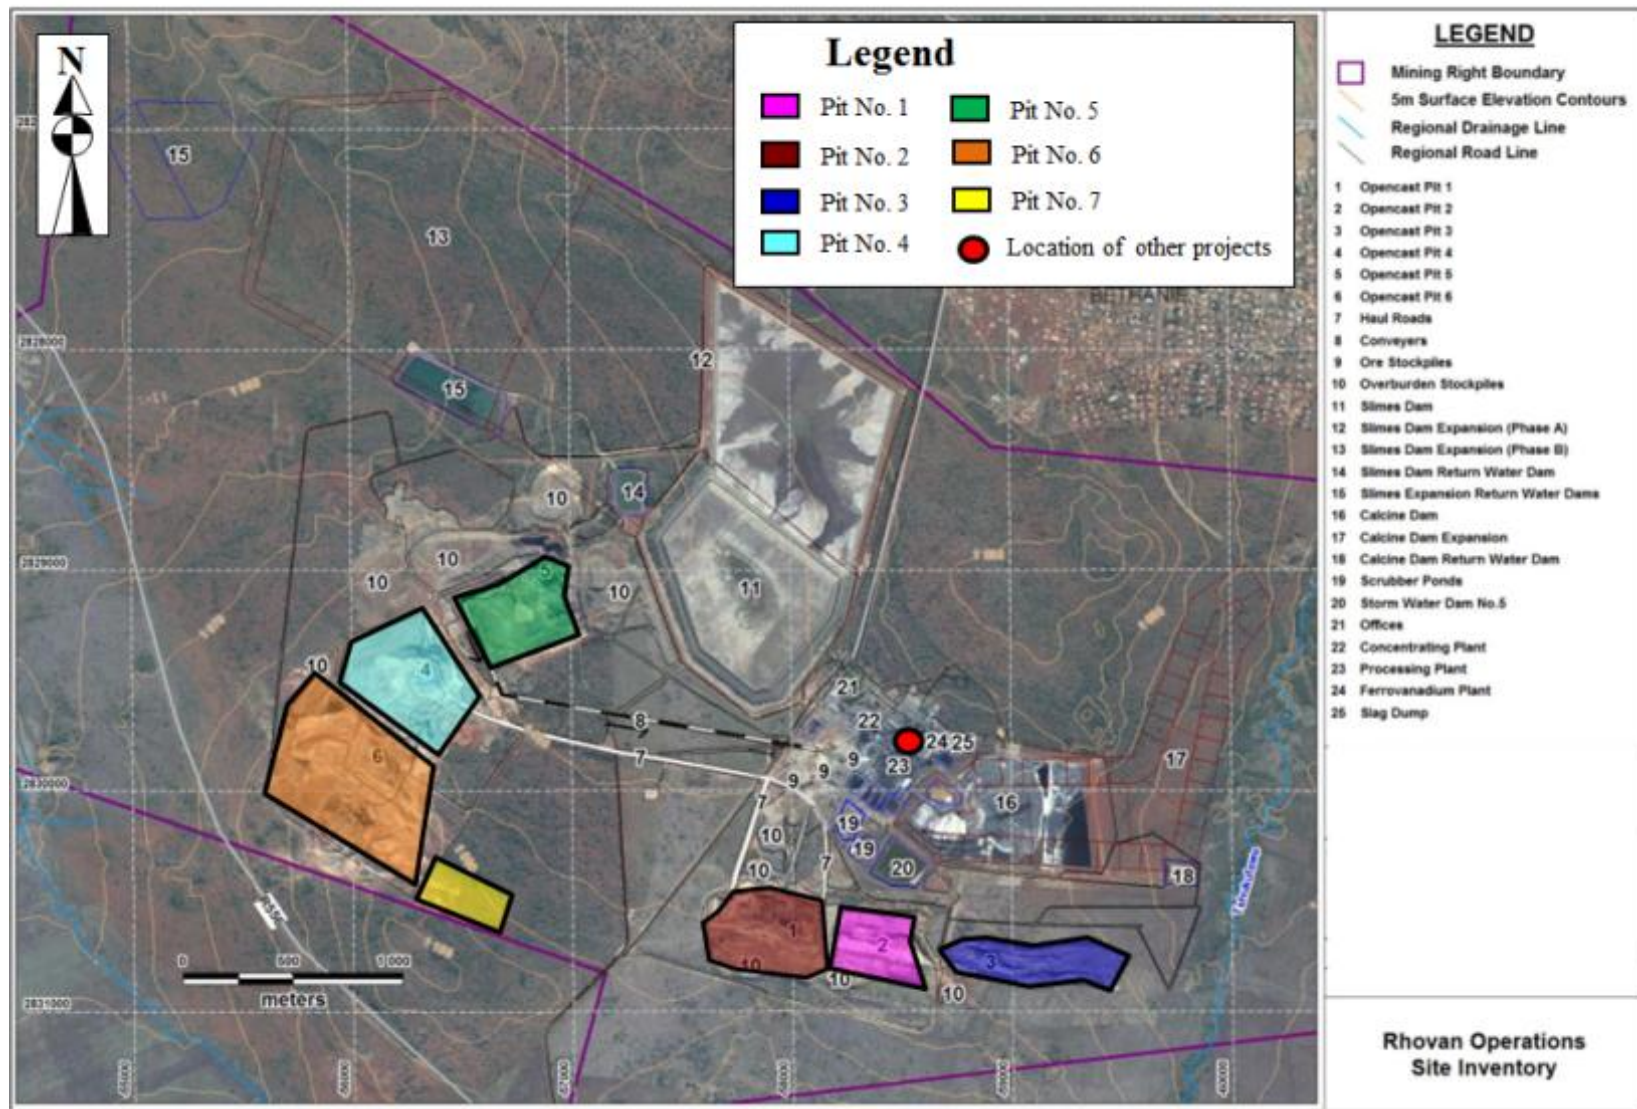 N
Legend
Pit No. 1
Pit No. 2
Pit No. 3
Pit No. 4
Pit No. 5
Pit No. 6
Pit No. 7
Location of other projects
BETHANIE
15
13
12
15
2828000
14
10
10
10
10
11
2829000
5
4
10
6
8
7
21
22
24 25
23
9
9
9
17
16
2830000
7
19
19
10
10
7
20
18
1
2
3
10
10
10
0 500 1 000
meters
2831000
LEGEND
Mining Right Boundary
5m Surface Elevation Contours
Regional Drainage Line
Regional Road Line
1 Opencast Pit 1
2 Opencast Pit 2
3 Opencast Pit 3
4 Opencast Pit 4
5 Opencast Pit 5
6 Opencast Pit 6
7 Haul Roads
8 Conveyers
9 Ore Stockpiles
10 Overburden Stockpiles
11 Slimes Dam
12 Slimes Dam Expansion (Phase A)
13 Slimes Dam Expansion (Phase B)
14 Slimes Dam Return Water Dam
15 Slimes Expansion Return Water Dams
16 Calcine Dam
17 Calcine Dam Expansion
18 Calcine Dam Return Water Dam
19 Scrubber Ponds
20 Storm Water Dam No.5
21 Offices
22 Concentrating Plant
23 Processing Plant
24 Ferrovanadium Plant
25 Slag Dump
Rhovan Operations
Site Inventory